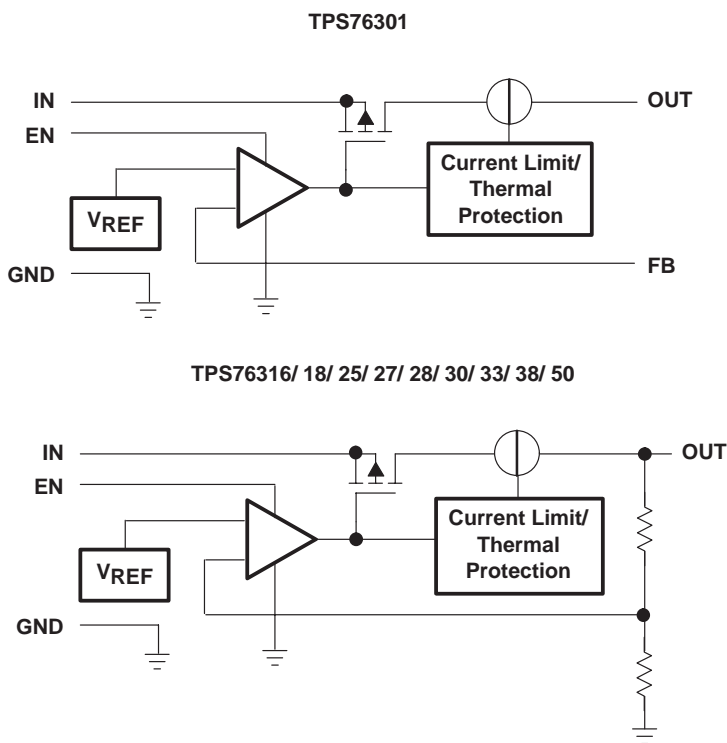 TPS76301
IN
OUT
EN
Current Limit/
Thermal
Protection
VREF
FB
GND
TPS76316/ 18/ 25/ 27/ 28/ 30/ 33/ 38/ 50
IN
OUT
EN
Current Limit/
Thermal
Protection
VREF
GND